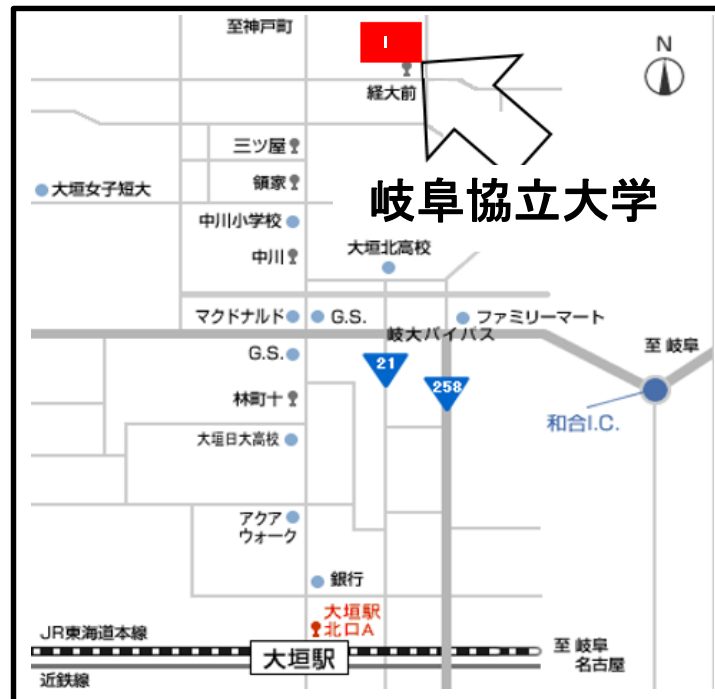 至神戸町
I
N
経大前
三ツ屋
領家
大垣女子短大
岐阜協立大学
中川小学校
大垣北高校
中川
マクドナルド
G.S.
ファミリーマート
岐大バイパス
至 岐阜
G.S.
21
258
林町十
和合I.C.
大垣日大高校
アクア
ウォーク
銀行
大垣駅
北口A
JR東海道本線
大垣駅
至 岐阜
名古屋
近鉄線